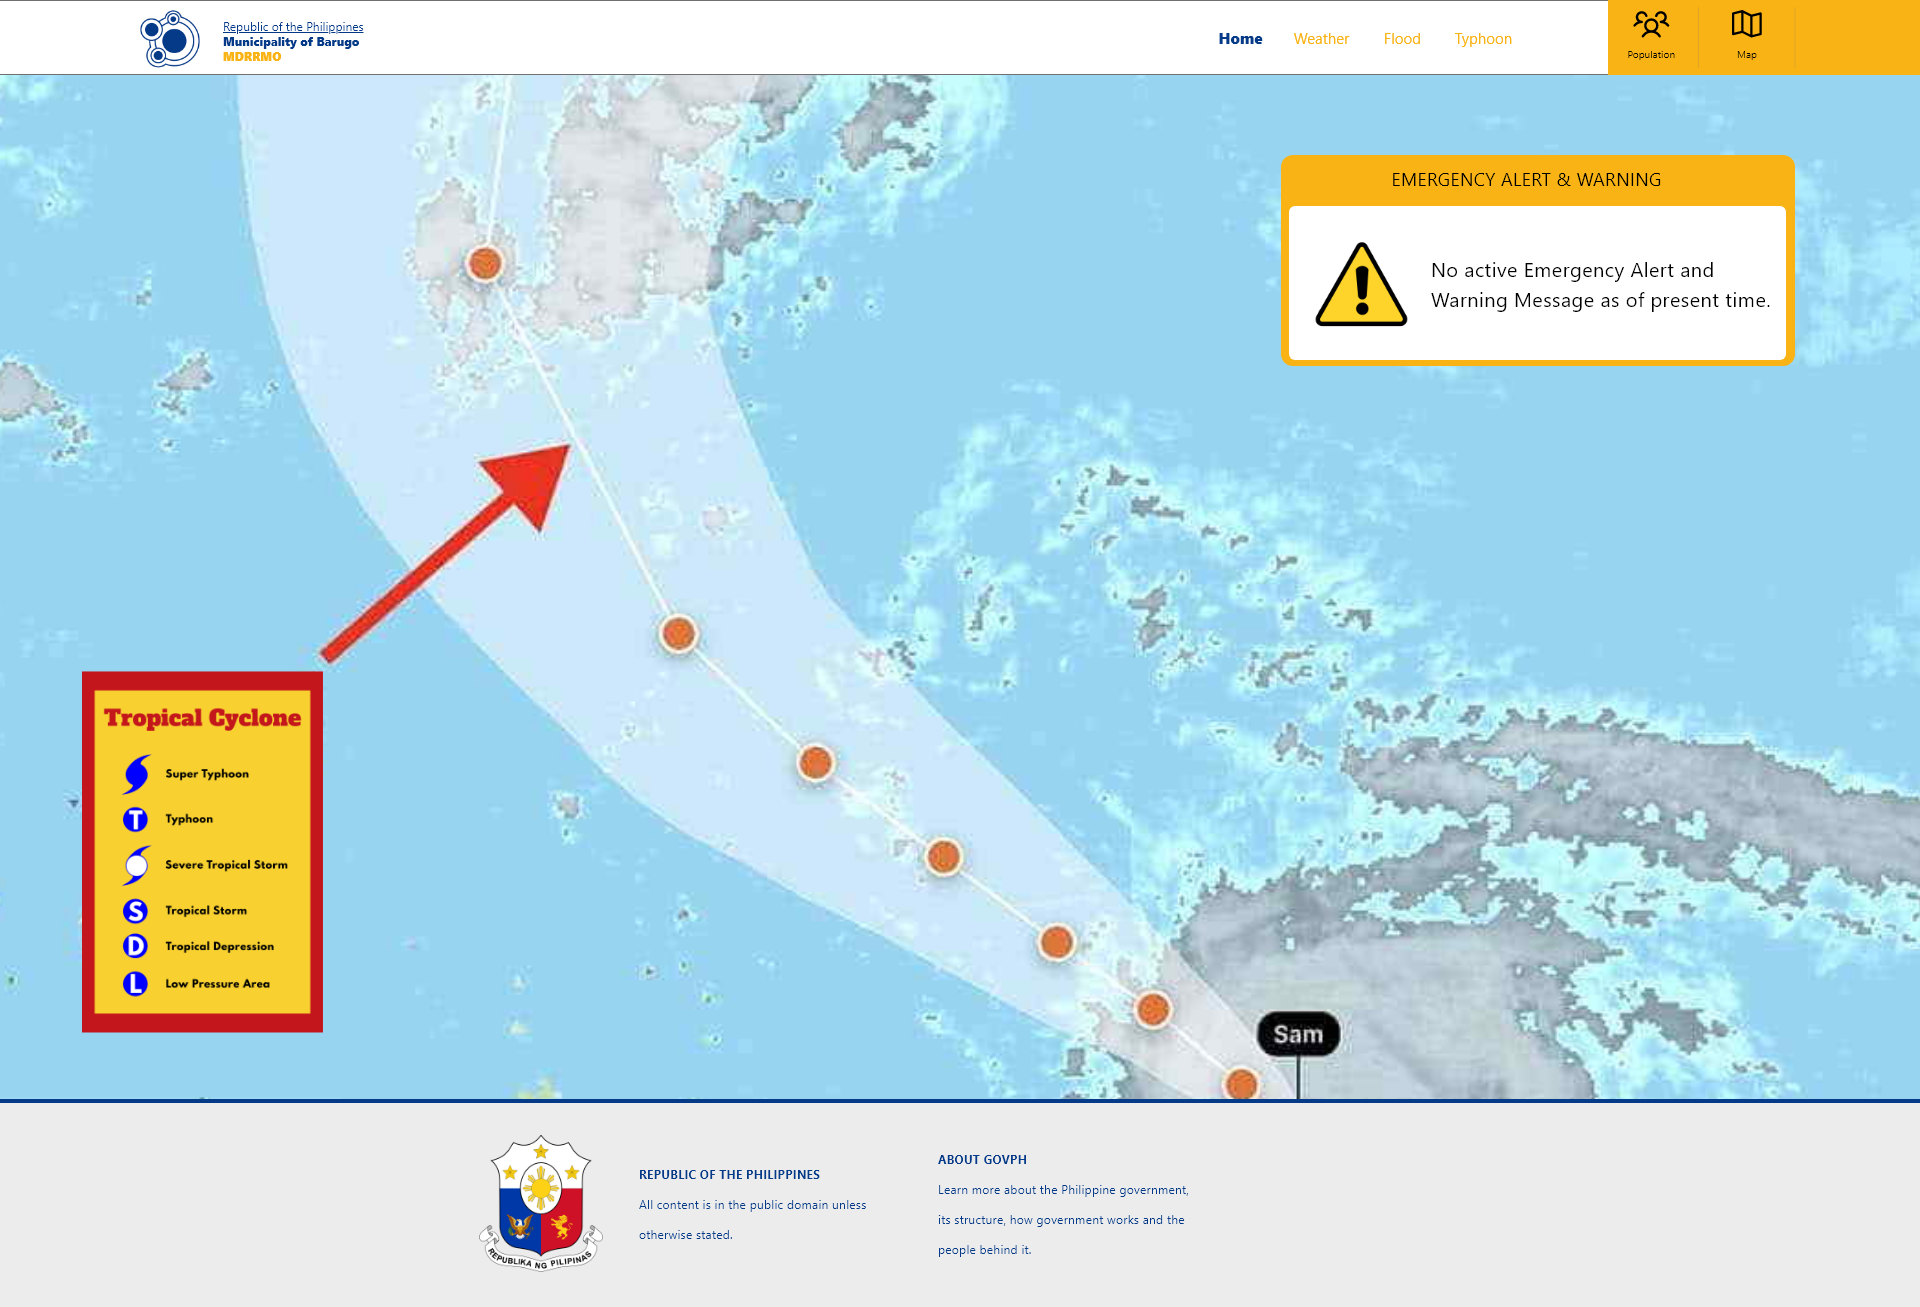 Republic of the Philippines
Municipality of Barugo
MDRRMO
Home
Weather
Flood
Typhoon
Population
Map
EMERGENCY ALERT & WARNING
No active Emergency Alert and
Warning Message as of present time.
Tropical Cyclone
Super Typhoon
T
Typhoon
Severe Tropical Storm
S
Tropical Storm
D
Tropical Depression
L
Low Pressure Area
Sam
REPUBLIKA NG PILIPINAS
REPUBLIC OF THE PHILIPPINES
All content is in the public domain unless
otherwise stated.
ABOUT GOVPH
Learn more about the Philippine government,
its structure, how government works and the
people behind it.